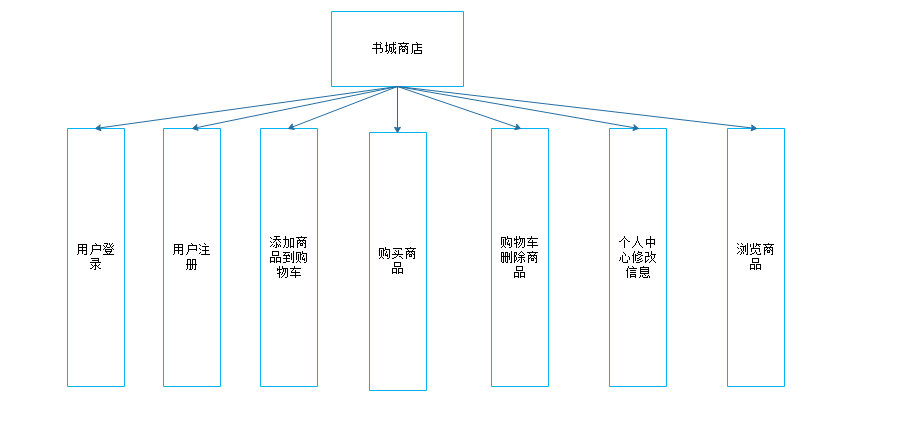 书城商店
用户登
录
用户注
册
添加商
品到购
物车
购买商
品
购物车
删除商
品
个人中
心修改
信息
浏览商
品